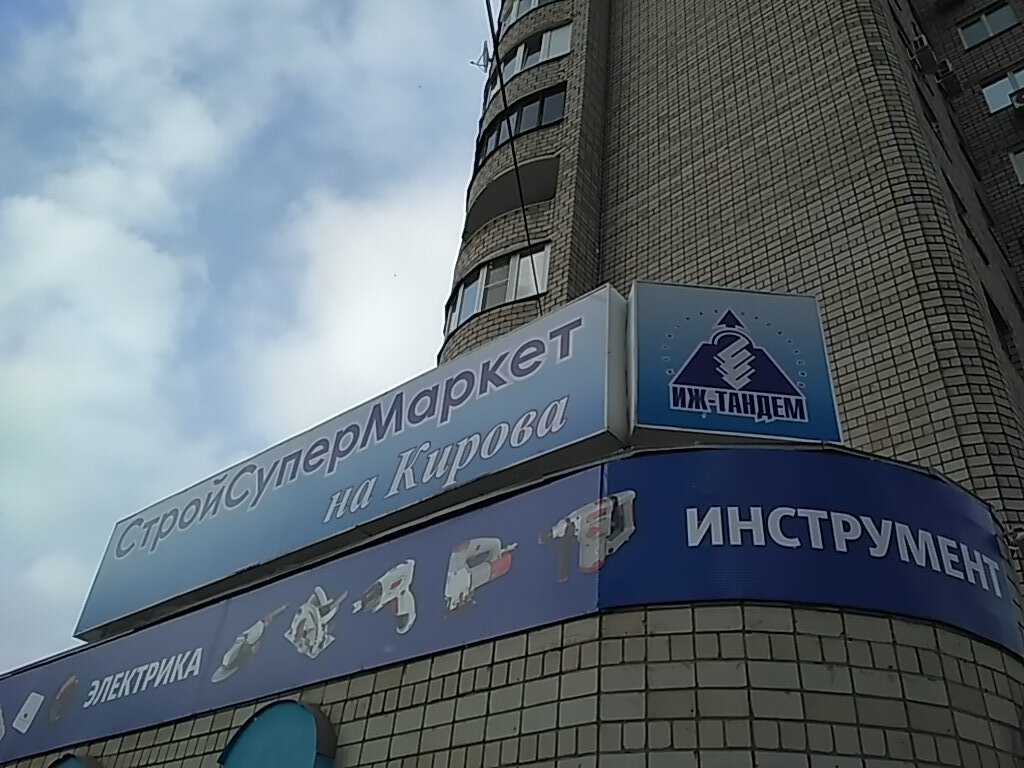 СтройСуперМаркет
на Кирова
ИЖ-ТАНДЕМ
ИНСТРУМЕНТ
ЭЛЕКТРИКА